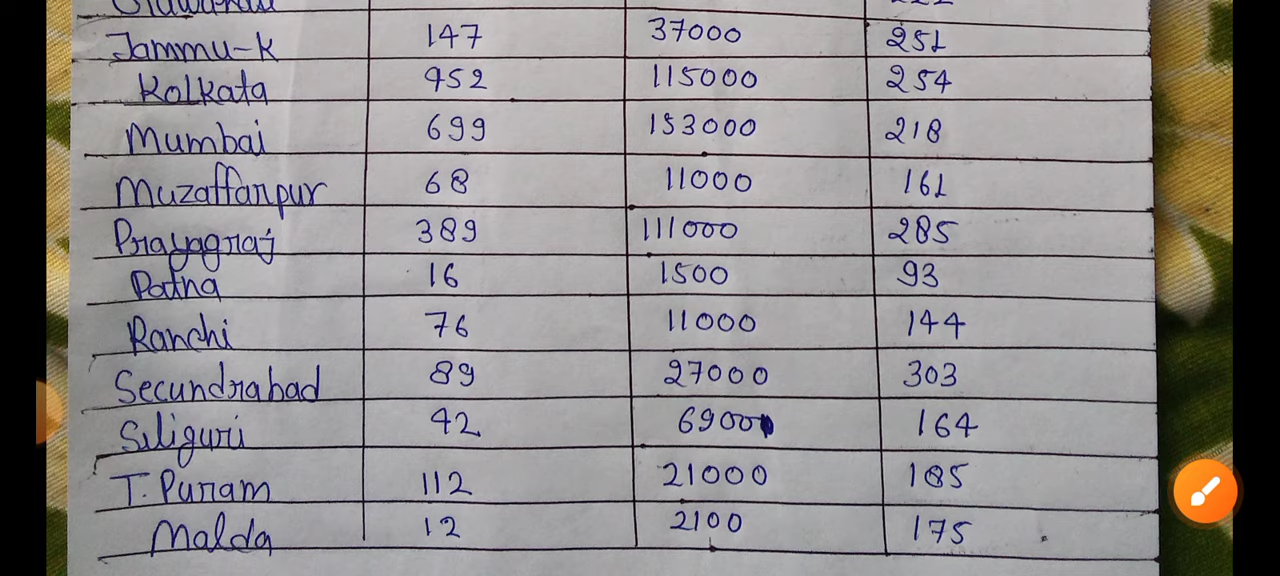 Jammu-K 147 37000 251
Kolkata 452 115000 254
Mumbai 699 153000 218
Muzaffarpur 68 11000 161
Prayagraj 389 111000 285
Patna 16 1500 93
Ranchi 76 11000 144
Secundrabad 89 27000 303
Siliguri 42 6900 164
T. Puram 112 21000 185
Malda 12 2100 175